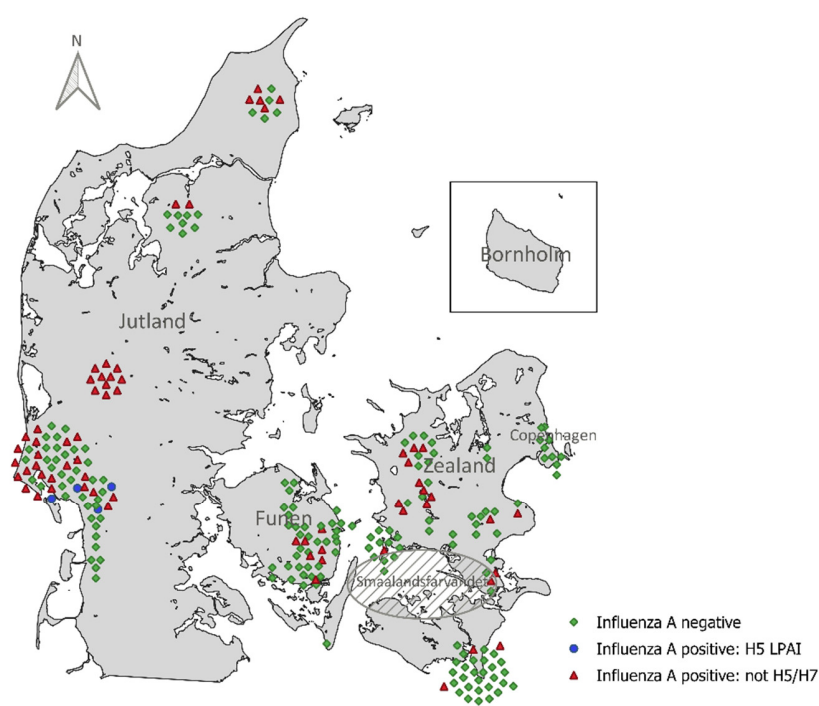 N
Bornholm
Jutland
Copenhagen
Zealand
Funen
Smaalandsfarvandet
Influenza A negative
Influenza A positive: H5 LPAI
Influenza A positive: not H5/H7